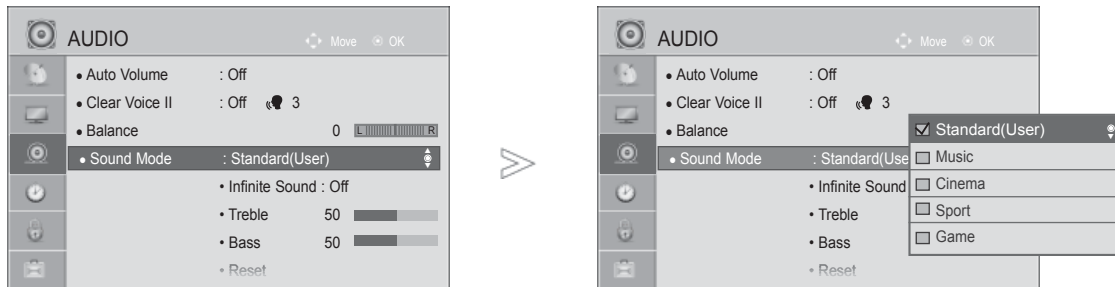 AUDIO
Move
OK
• Auto Volume : Off
• Clear Voice II : Off 3
• Balance 0 L R
• Sound Mode : Standard(User)
• Infinite Sound : Off
• Treble 50
• Bass 50
• Reset
AUDIO
Move
OK
• Auto Volume : Off
• Clear Voice II : Off 3
• Balance
• Sound Mode : Standard(Use
• Infinite Sound
• Treble
• Bass
• Reset
Standard(User)
Music
Cinema
Sport
Game